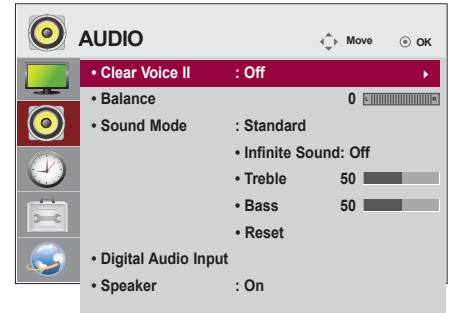 AUDIO Move OK
• Clear Voice II : Off
• Balance 0 L R
• Sound Mode : Standard
• Infinite Sound: Off
• Treble 50
• Bass 50
• Reset
• Digital Audio Input
• Speaker : On